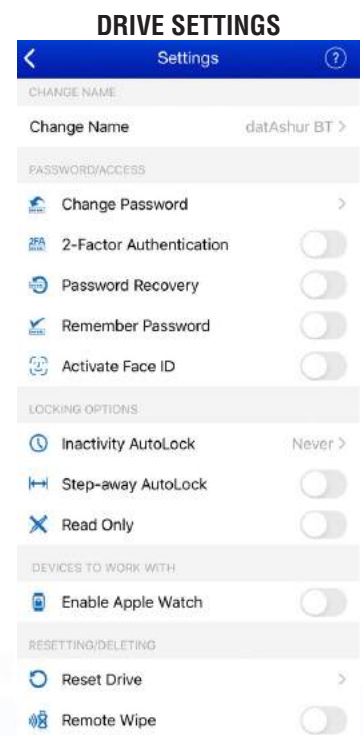 DRIVE SETTINGS
Settings ?
CHANGE NAME
Change Name datAshur BT >
PASSWORD/ACCESS
Change Password >
2FA 2-Factor Authentication
Password Recovery
Remember Password
Activate Face ID
LOCKING OPTIONS
Inactivity AutoLock Never >
Step-away AutoLock
Read Only
DEVICES TO WORK WITH
Enable Apple Watch
RESETTING/DELETING
Reset Drive >
Remote Wipe